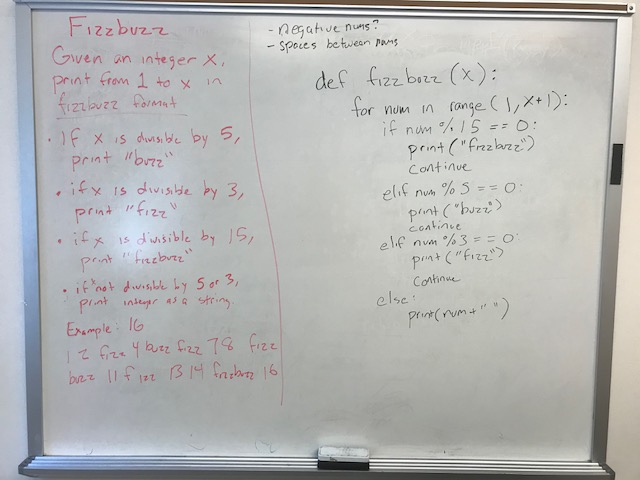 Fizzbuzz
Given an integer x,
print from 1 to x in
fizzbuzz format
• If x is divisible by 5,
print "buzz"
• if x is divisible by 3,
print "fizz"
• if x is divisible by 15,
print "fizzbuzz"
• if x not divisible by 5 or 3,
print integer as a string.
Example: 16
1 2 fizz 4 buzz fizz 7 8 fizz
buzz 11 fizz 13 14 fizzbuzz 16
- negative nums?
- spaces between nums
def fizzbuzz(x):
for num in range(1, x+1):
if num % 15 == 0:
print("fizzbuzz")
continue
elif num % 5 == 0:
print("buzz")
continue
elif num % 3 == 0:
print("fizz")
continue
else:
print(num + " ")